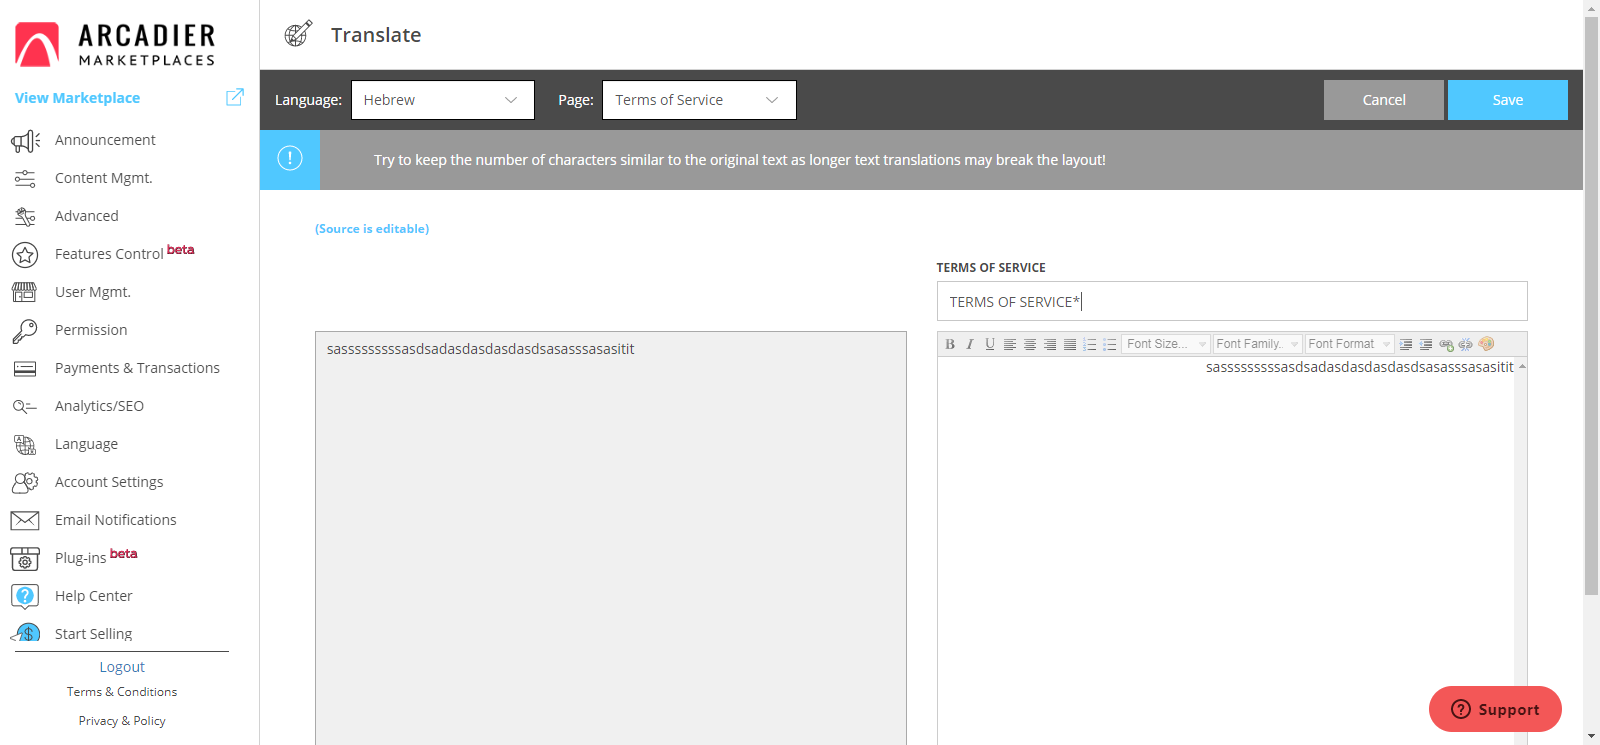 ARCADIER
MARKETPLACES
View Marketplace
Announcement
Content Mgmt.
Advanced
Features Control beta
User Mgmt.
Permission
Payments & Transactions
Analytics/SEO
Language
Account Settings
Email Notifications
Plug-ins beta
Help Center
Start Selling
Logout
Terms & Conditions
Privacy & Policy
Translate
Language: Hebrew Page: Terms of Service Cancel Save
Try to keep the number of characters similar to the original text as longer text translations may break the layout!
(Source is editable)
TERMS OF SERVICE
TERMS OF SERVICE*
sasssssssssasdsadasdasdasdasdsasasssasasitit
B I U Font Size... Font Family. Font Format
sasssssssssasdsadasdasdasdasdsasasssasasitit
Support